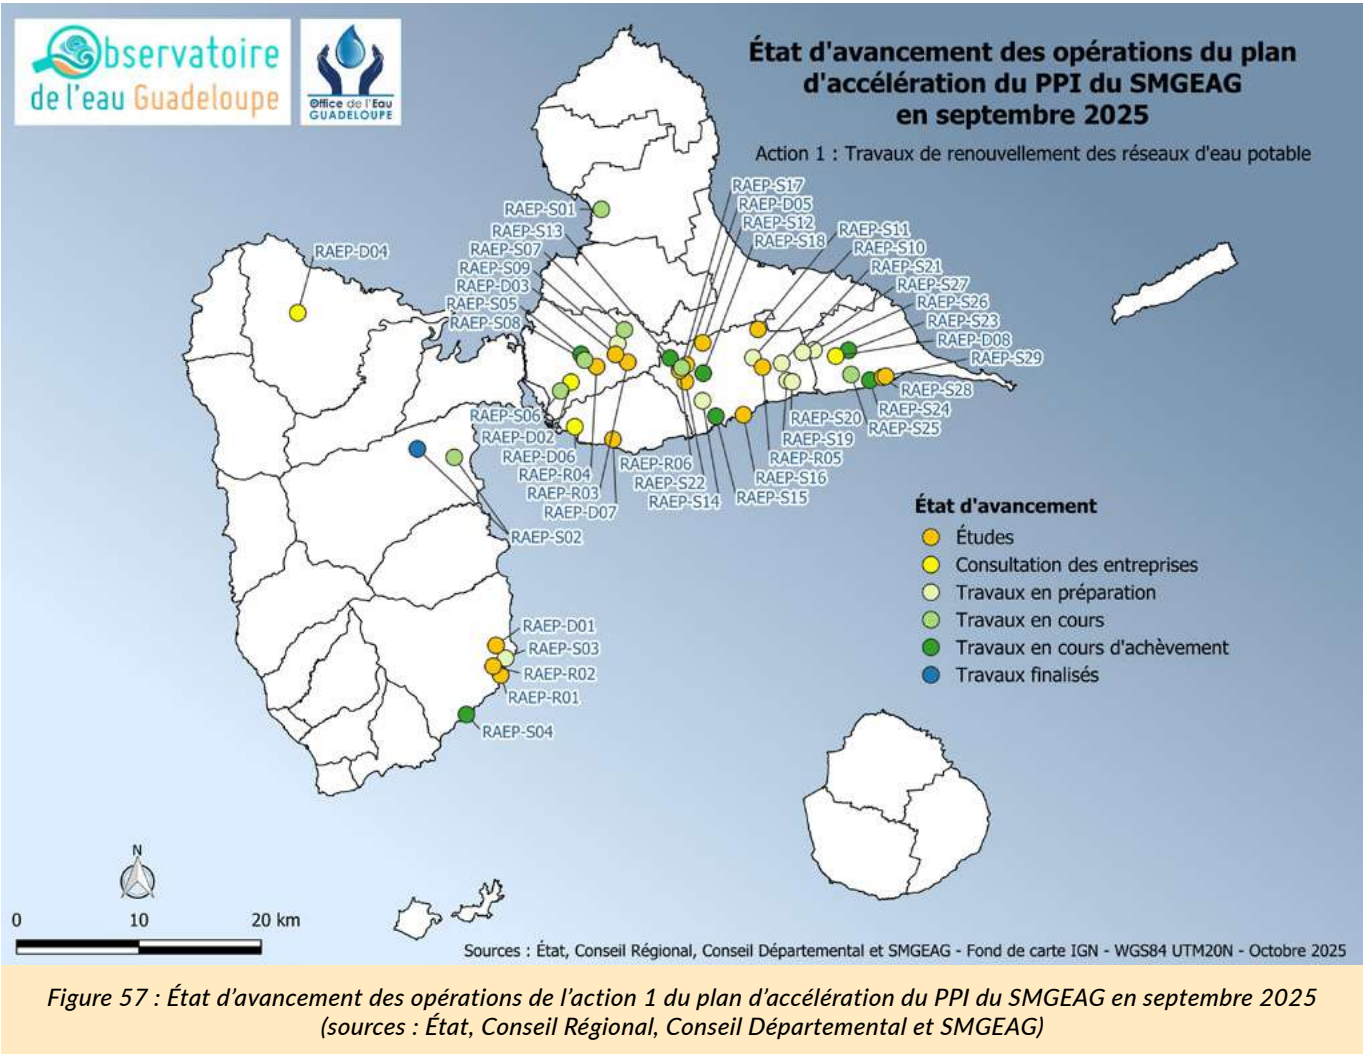 Observatoire
de l'eau Guadeloupe
Office de l'Eau
GUADELOUPE
État d'avancement des opérations du plan
d'accélération du PPI du SMGEAG
en septembre 2025
Action 1 : Travaux de renouvellement des réseaux d'eau potable
RAEP-S17
RAEP-D05
RAEP-S12
RAEP-S18
RAEP-S01
RAEP-S13
RAEP-S07
RAEP-S09
RAEP-D03
RAEP-S05
RAEP-S08
RAEP-D04
RAEP-S11
RAEP-S10
RAEP-S21
RAEP-S27
RAEP-S26
RAEP-S23
RAEP-D08
RAEP-S29
RAEP-S28
RAEP-S24
RAEP-S25
RAEP-S20
RAEP-S19
RAEP-R05
RAEP-S16
RAEP-S15
RAEP-S06
RAEP-D02
RAEP-D06
RAEP-R04
RAEP-R03
RAEP-D07
RAEP-R06
RAEP-S22
RAEP-S14
RAEP-S02
RAEP-D01
RAEP-S03
RAEP-R02
RAEP-R01
RAEP-S04
État d'avancement
Études
Consultation des entreprises
Travaux en préparation
Travaux en cours
Travaux en cours d'achèvement
Travaux finalisés
N
0 10 20 km
Sources : État, Conseil Régional, Conseil Départemental et SMGEAG - Fond de carte IGN - WGS84 UTM20N - Octobre 2025
Figure 57 : État d'avancement des opérations de l'action 1 du plan d'accélération du PPI du SMGEAG en septembre 2025
(sources : État, Conseil Régional, Conseil Départemental et SMGEAG)